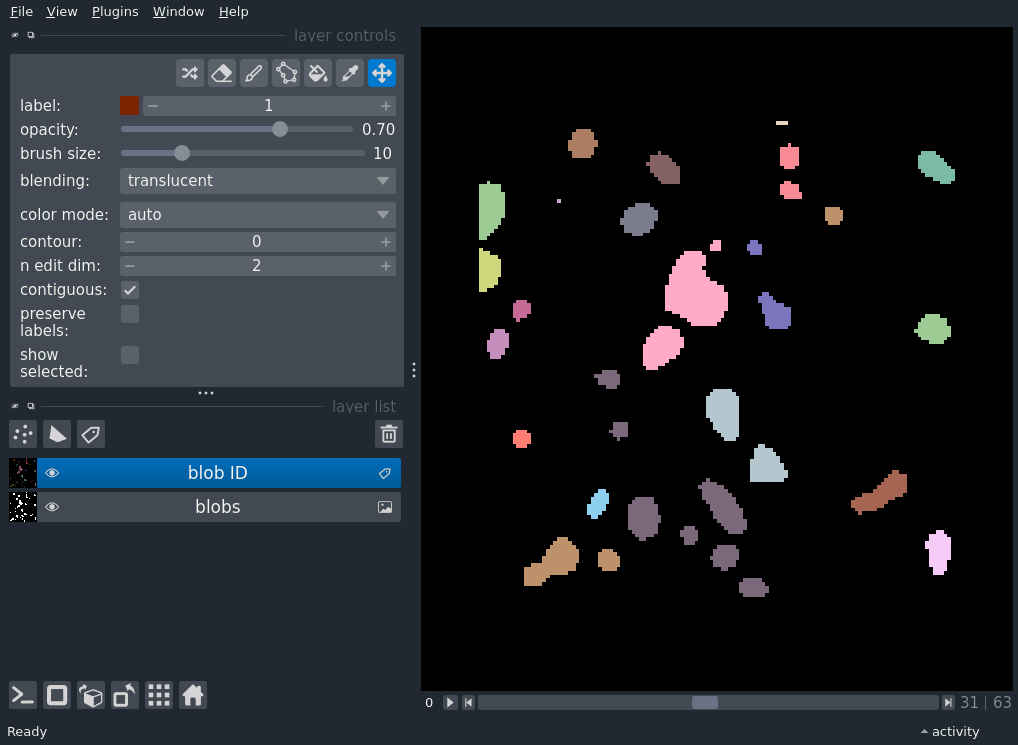 File View Plugins Window Help
layer controls
label: 1
opacity: 0.70
brush size: 10
blending: translucent
color mode: auto
contour: 0
n edit dim: 2
contiguous:
preserve
labels:
show
selected:
layer list
blob ID
blobs
0 31 63
Ready activity